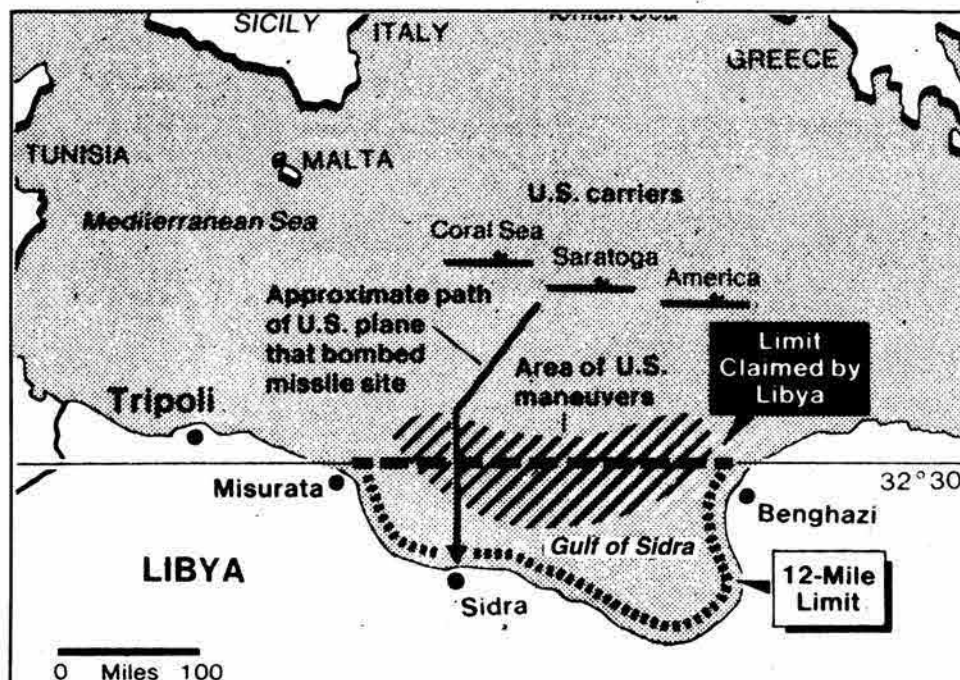 SICILY
ITALY
Ionian Sea
GREECE
TUNISIA
MALTA
Mediterranean Sea
U.S. carriers
Coral Sea
Saratoga
America
Approximate path
of U.S. plane
that bombed
missile site
Area of U.S.
maneuvers
Limit
Claimed by
Libya
Tripoli
Misurata
32°30
Benghazi
Gulf of Sidra
LIBYA
Sidra
12-Mile
Limit
0 Miles 100